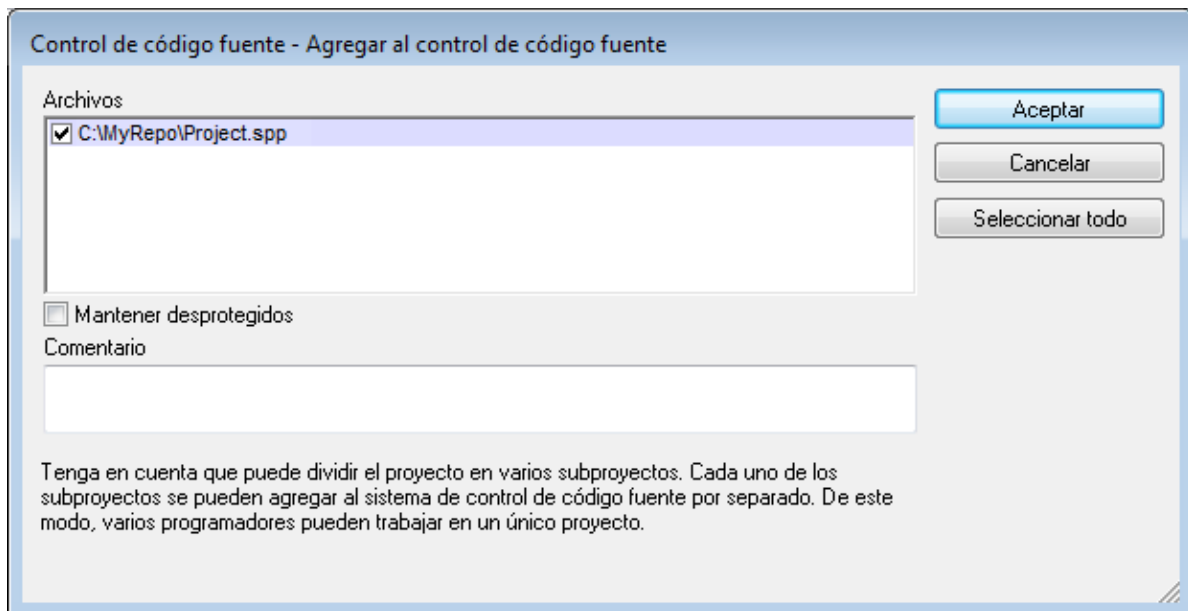 Control de código fuente - Agregar al control de código fuente
Archivos
C:\MyRepo\Project.spp
Aceptar
Cancelar
Seleccionar todo
Mantener desprotegidos
Comentario
Tenga en cuenta que puede dividir el proyecto en varios subproyectos. Cada uno de los
subproyectos se pueden agregar al sistema de control de código fuente por separado. De este
modo, varios programadores pueden trabajar en un único proyecto.